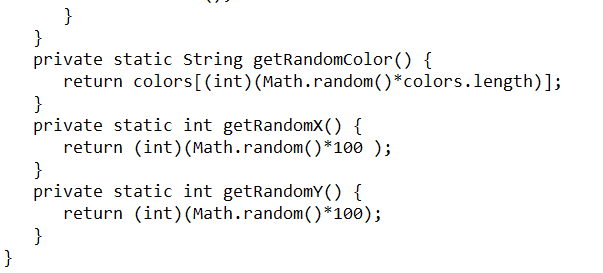 }
}
private static String getRandomColor() {
return colors[(int)(Math.random()*colors.length)];
}
private static int getRandomX() {
return (int)(Math.random()*100 );
}
private static int getRandomY() {
return (int)(Math.random()*100);
}
}